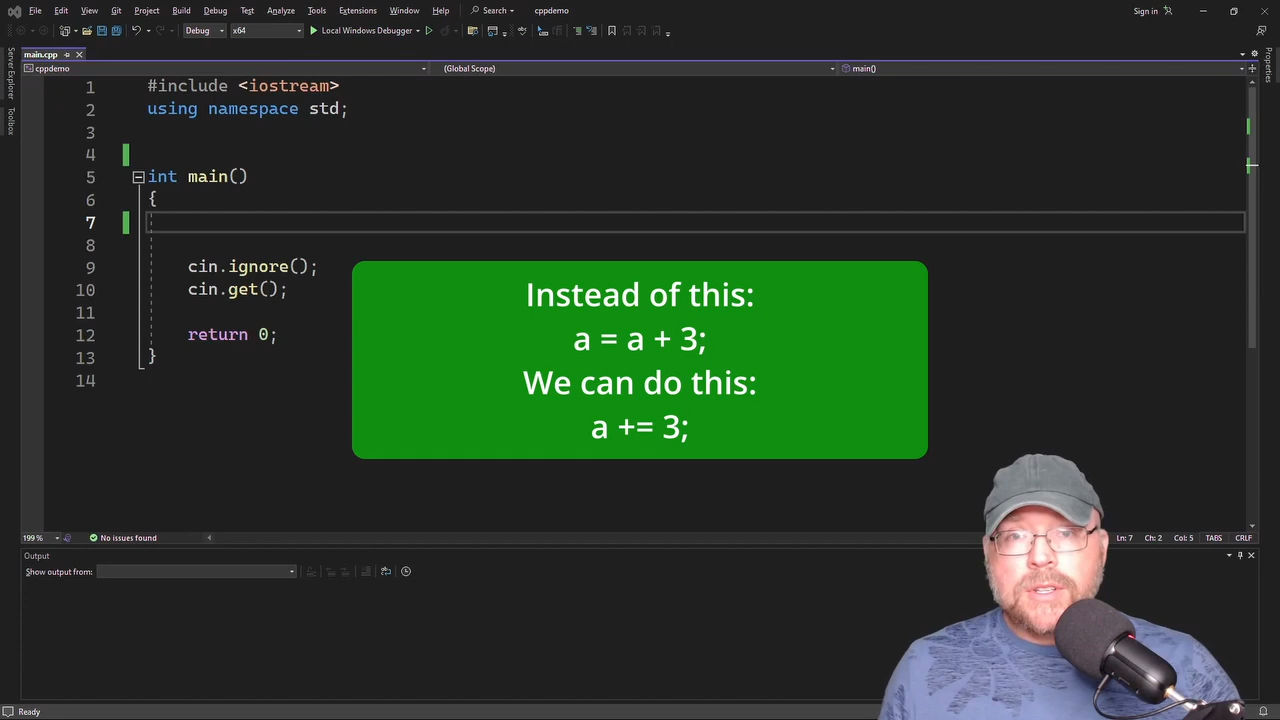 File Edit View Git Project Build Debug Test Analyze Tools Extensions Window Help Search cppdemo Sign in
Debug x64 Local Windows Debugger
main.cpp
cppdemo (Global Scope) main()
Server Explorer
Toolbox
Properties
1 #include <iostream>
2 using namespace std;
3
4
5 int main()
6 {
7
8
9 cin.ignore();
10 cin.get();
11
12 return 0;
13 }
14
Instead of this:
a = a + 3;
We can do this:
a += 3;
199 % No issues found Ln: 7 Ch: 2 Col: 5 TABS CRLF
Output
Show output from:
Ready